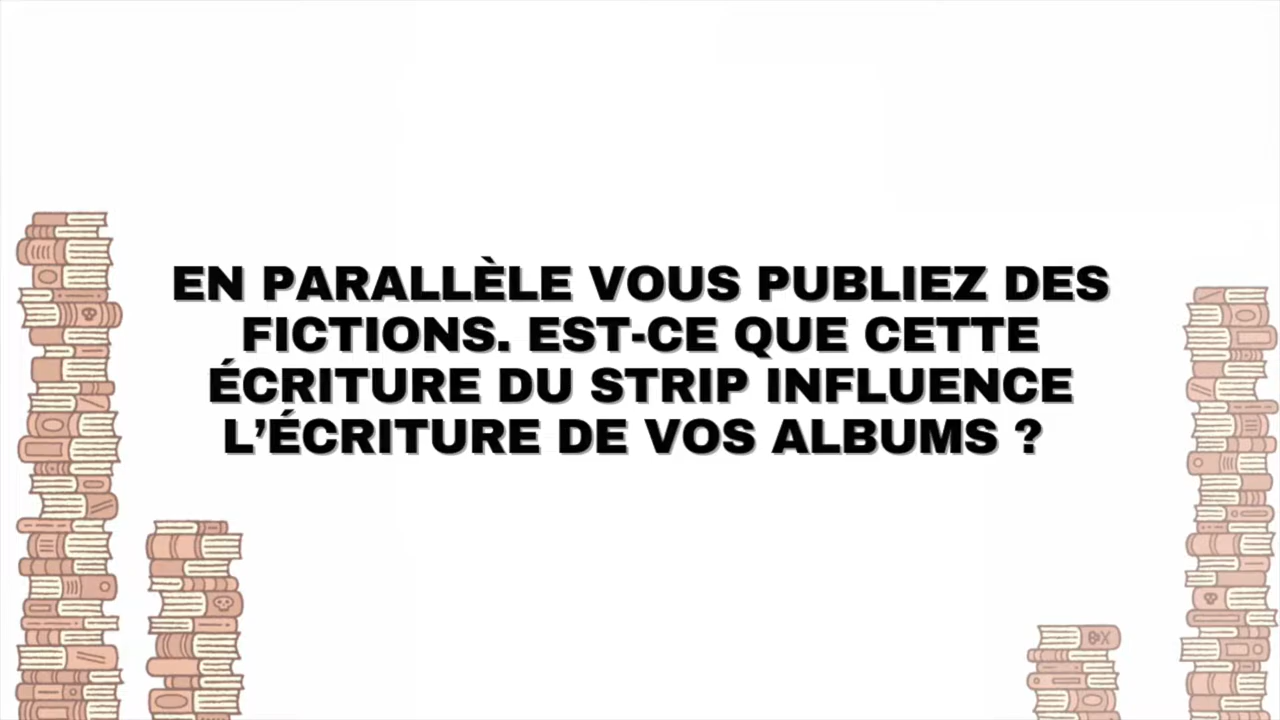 EN PARALLÈLE VOUS PUBLIEZ DES
FICTIONS. EST-CE QUE CETTE
ÉCRITURE DU STRIP INFLUENCE
L’ÉCRITURE DE VOS ALBUMS ?